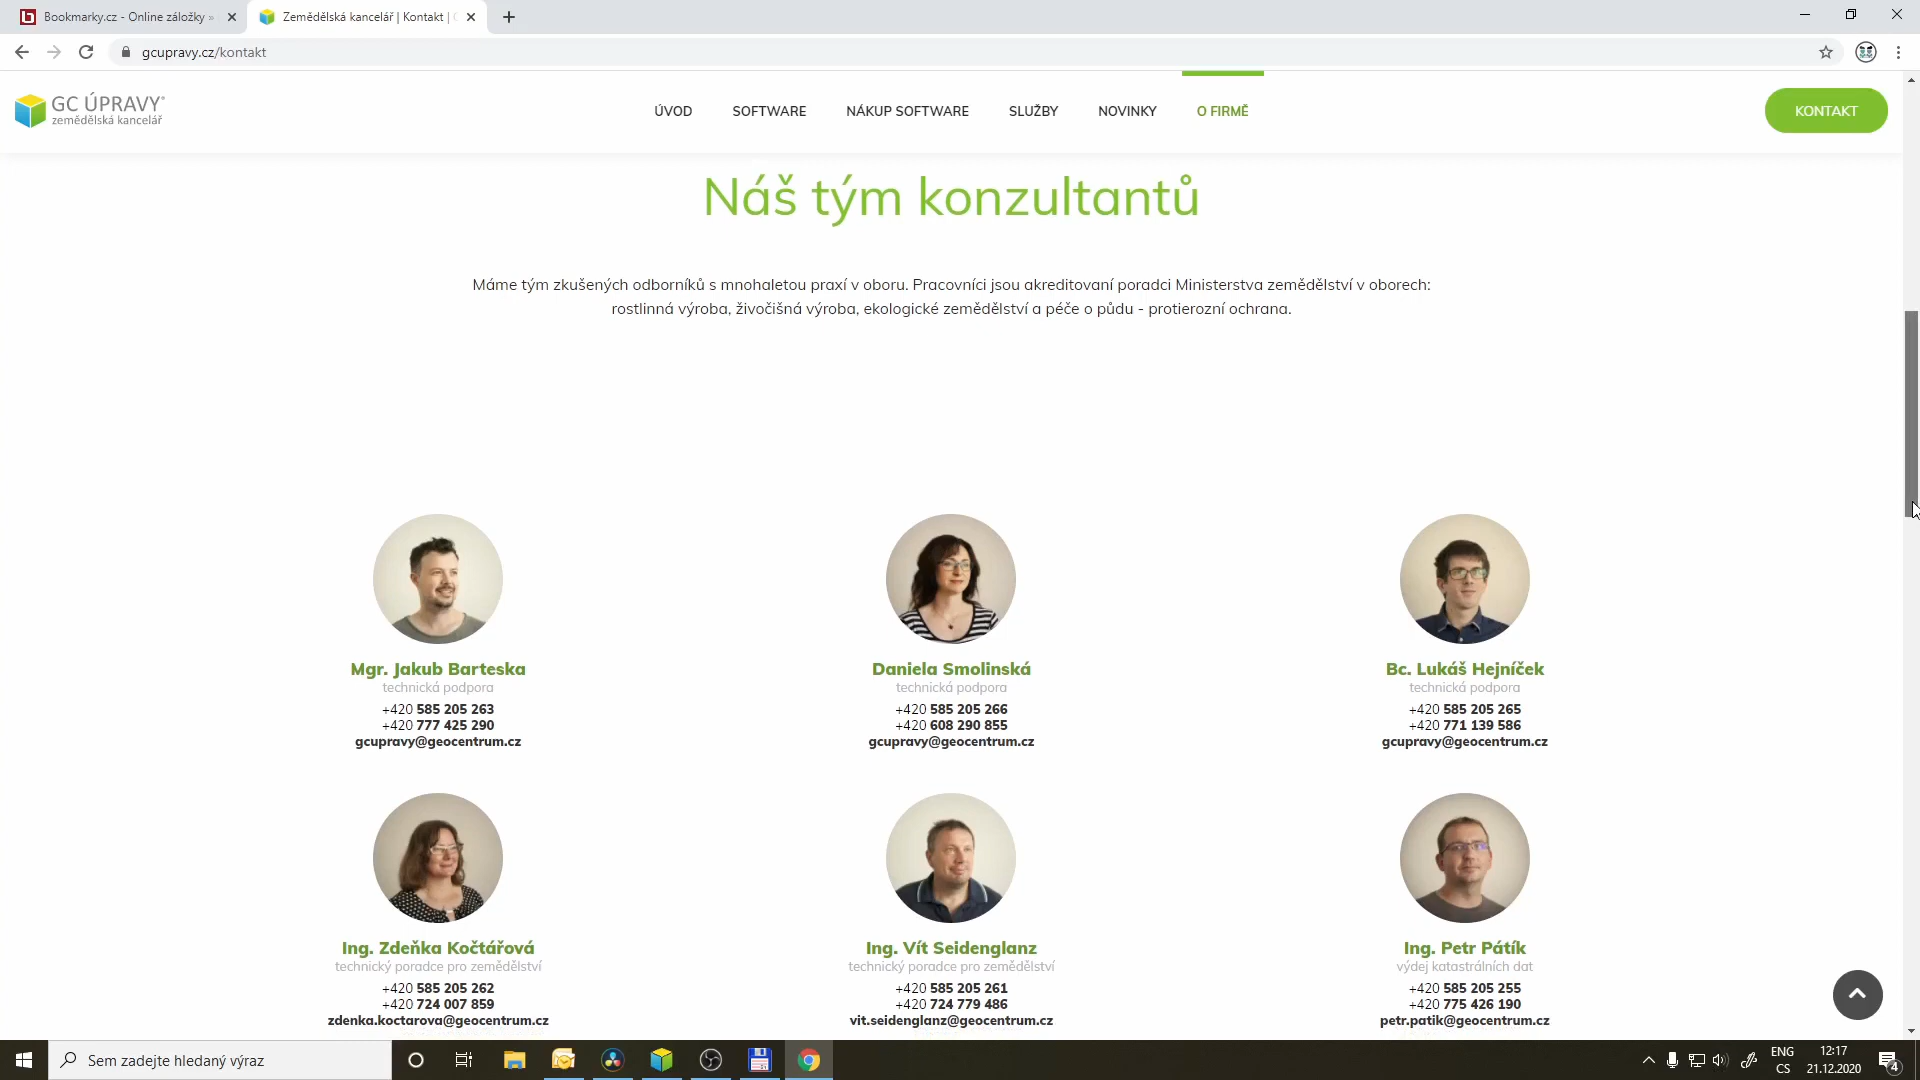 Bookmarky.cz - Online záložky »
Zemědělská kancelář | Kontakt |
gcupravy.cz/kontakt
GC ÚPRAVY®
zemědělská kancelář
ÚVOD
SOFTWARE
NÁKUP SOFTWARE
SLUŽBY
NOVINKY
O FIRMĚ
KONTAKT
Náš tým konzultantů
Máme tým zkušených odborníků s mnohaletou praxí v oboru. Pracovníci jsou akreditovaní poradci Ministerstva zemědělství v oborech:
rostlinná výroba, živočišná výroba, ekologické zemědělství a péče o půdu - protierozní ochrana.
Mgr. Jakub Barteska
technická podpora
+420 585 205 263
+420 777 425 290
gcupravy@geocentrum.cz
Daniela Smolinská
technická podpora
+420 585 205 266
+420 608 290 855
gcupravy@geocentrum.cz
Bc. Lukáš Hejníček
technická podpora
+420 585 205 265
+420 771 139 586
gcupravy@geocentrum.cz
Ing. Zdeňka Kočtářová
technický poradce pro zemědělství
+420 585 205 262
+420 724 007 859
zdenka.koctarova@geocentrum.cz
Ing. Vít Seidenglanz
technický poradce pro zemědělství
+420 585 205 261
+420 724 779 486
vit.seidenglanz@geocentrum.cz
Ing. Petr Pátík
výdej katastrálních dat
+420 585 205 255
+420 775 426 190
petr.patik@geocentrum.cz
Sem zadejte hledaný výraz
ENG
CS
12:17
21.12.2020
4